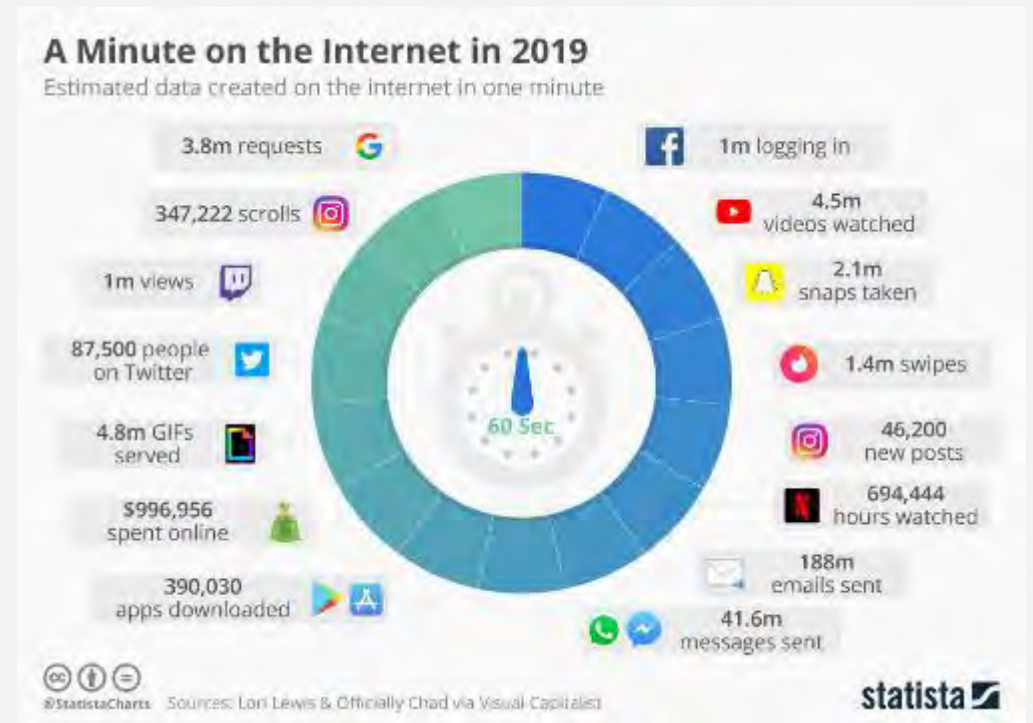 A Minute on the Internet in 2019
Estimated data created on the internet in one minute
3.8m requests
347,222 scrolls
1m views
87,500 people
on Twitter
4.8m GIFs
served
$996,956
spent online
390,030
apps downloaded
1m logging in
4.5m
videos watched
2.1m
snaps taken
1.4m swipes
46,200
new posts
694,444
hours watched
188m
emails sent
41.6m
messages sent
60 Sec
cc
@StatistaCharts Sources: Lori Lewis & Officially Chad via Visual Capitalist
statista